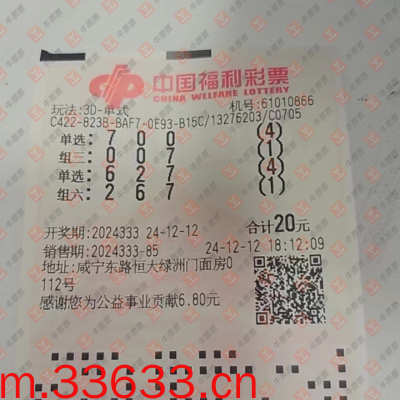 中国福利彩票
CHINA WELFARE LOTTERY
玩法:3D-单式 机号:61010866
C422-823B-BAF7-0E93-B15C/13276203/C0705
单选: 7 0 0 (4)
组三: 0 0 7 (1)
单选: 6 2 7 (4)
组六: 2 6 7 (1)
开奖期:2024333 24-12-12 合计20元
销售期:2024333-85 24-12-12 18:12:09
地址:咸宁东路恒大绿洲门面房0
112号
感谢您为公益事业贡献6.80元
m.33633.cn